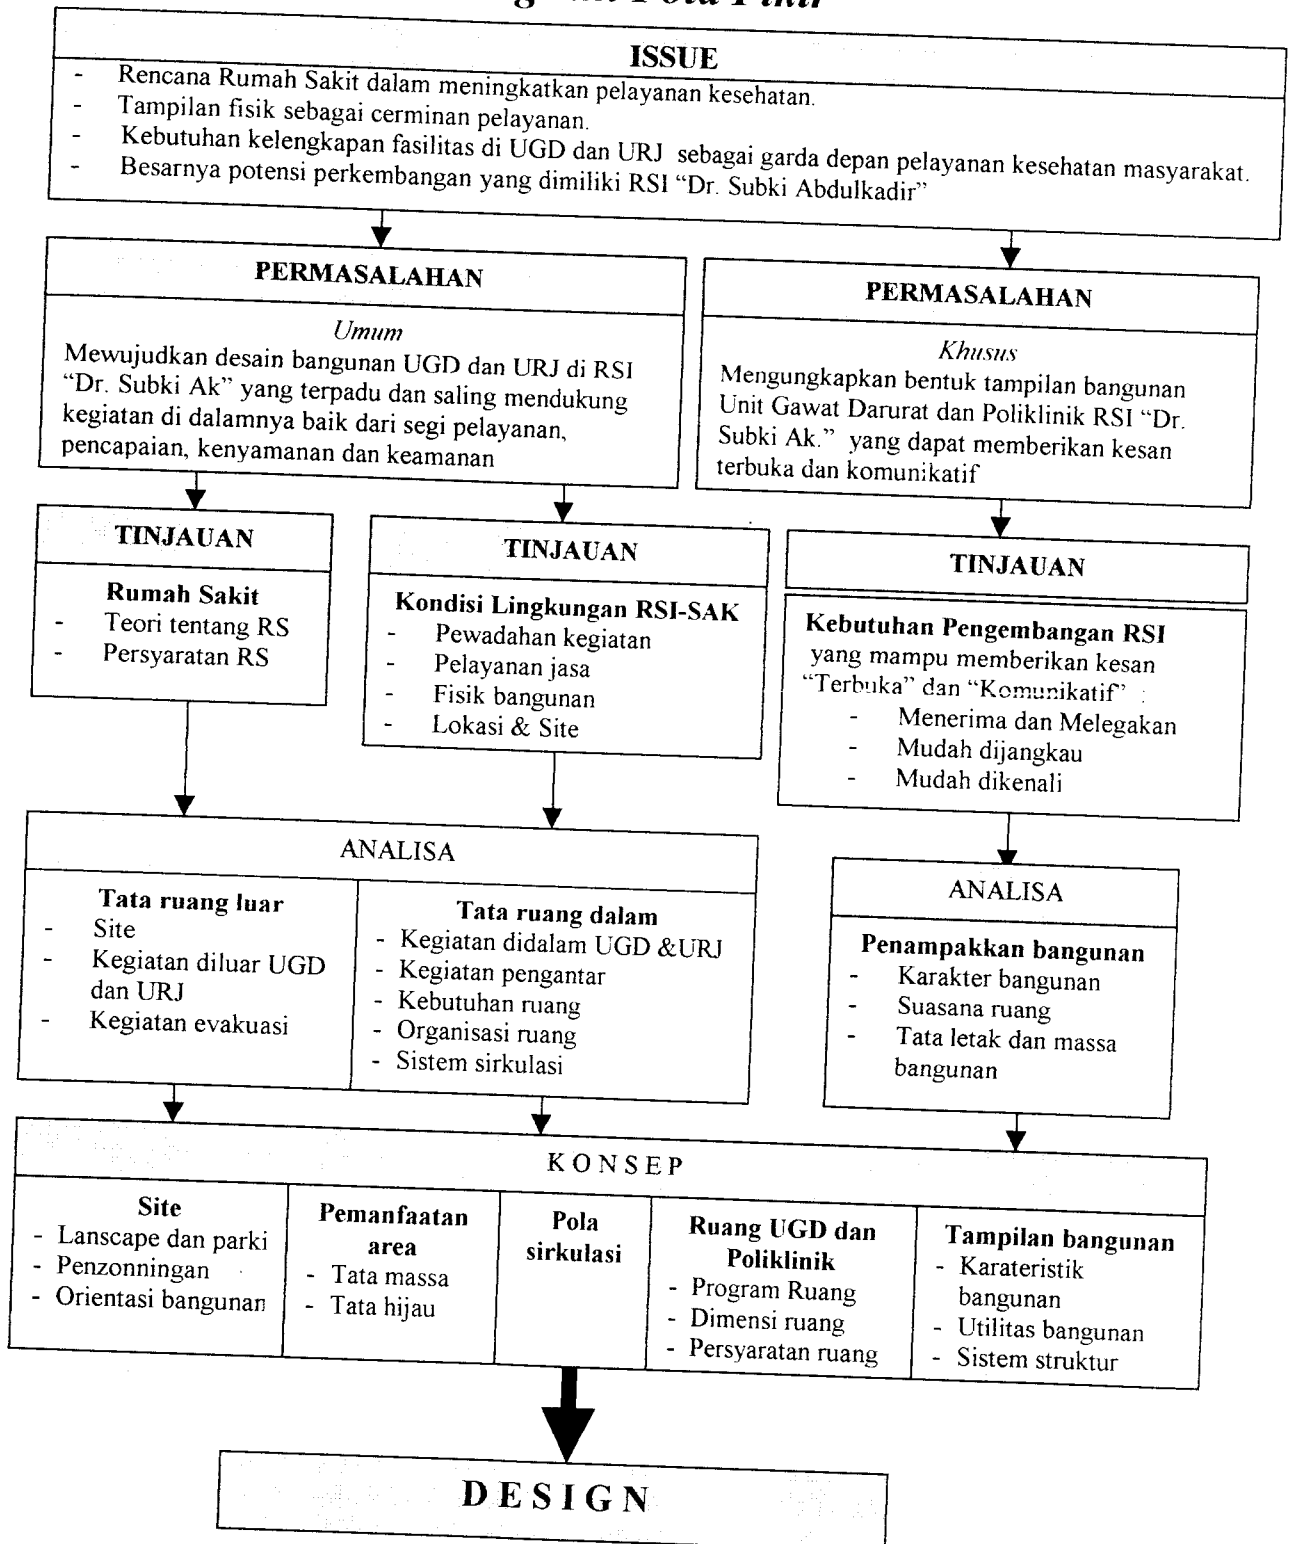 Pola Pikir
ISSUE
- Rencana Rumah Sakit dalam meningkatkan pelayanan kesehatan.
- Tampilan fisik sebagai cerminan pelayanan.
- Kebutuhan kelengkapan fasilitas di UGD dan URJ sebagai garda depan pelayanan kesehatan masyarakat.
- Besarnya potensi perkembangan yang dimiliki RSI “Dr. Subki Abdulkadir”
PERMASALAHAN
Umum
Mewujudkan desain bangunan UGD dan URJ di RSI
“Dr. Subki Ak” yang terpadu dan saling mendukung
kegiatan di dalamnya baik dari segi pelayanan,
pencapaian, kenyamanan dan keamanan
PERMASALAHAN
Khusus
Mengungkapkan bentuk tampilan bangunan
Unit Gawat Darurat dan Poliklinik RSI “Dr.
Subki Ak.” yang dapat memberikan kesan
terbuka dan komunikatif
TINJAUAN
Rumah Sakit
- Teori tentang RS
- Persyaratan RS
TINJAUAN
Kondisi Lingkungan RSI-SAK
- Pewadahan kegiatan
- Pelayanan jasa
- Fisik bangunan
- Lokasi & Site
TINJAUAN
Kebutuhan Pengembangan RSI
yang mampu memberikan kesan
“Terbuka” dan “Komunikatif” :
- Menerima dan Melegakan
- Mudah dijangkau
- Mudah dikenali
ANALISA
Tata ruang luar
- Site
- Kegiatan diluar UGD
dan URJ
- Kegiatan evakuasi
Tata ruang dalam
- Kegiatan didalam UGD &URJ
- Kegiatan pengantar
- Kebutuhan ruang
- Organisasi ruang
- Sistem sirkulasi
ANALISA
Penampakkan bangunan
- Karakter bangunan
- Suasana ruang
- Tata letak dan massa
bangunan
KONSEP
Site
- Lanscape dan parki
- Penzonningan
- Orientasi bangunan
Pemanfaatan
area
- Tata massa
- Tata hijau
Pola
sirkulasi
Ruang UGD dan
Poliklinik
- Program Ruang
- Dimensi ruang
- Persyaratan ruang
Tampilan bangunan
- Karateristik
bangunan
- Utilitas bangunan
- Sistem struktur
DESIGN